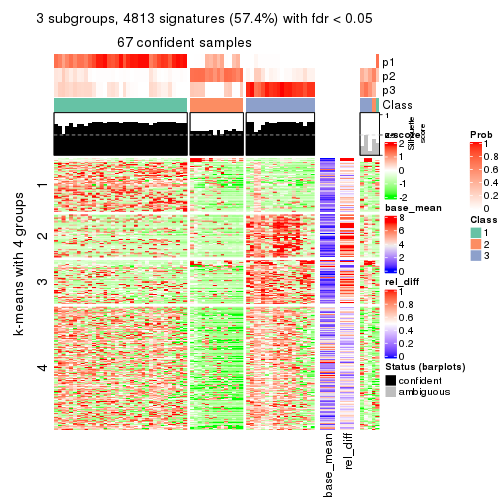 3 subgroups, 4813 signatures (57.4%) with fdr < 0.05
67 confident samples
p1
p2
p3
Class
1
Silhouette
score
z-score
2
1
0
-1
-2
Prob
1
0.8
0.6
0.4
0.2
0
base_mean
8
6
4
2
0
Class
1
2
3
rel_diff
1
0.8
0.6
0.4
0.2
0
Status (barplots)
confident
ambiguous
k-means with 4 groups
1
2
3
4
base_mean
rel_diff